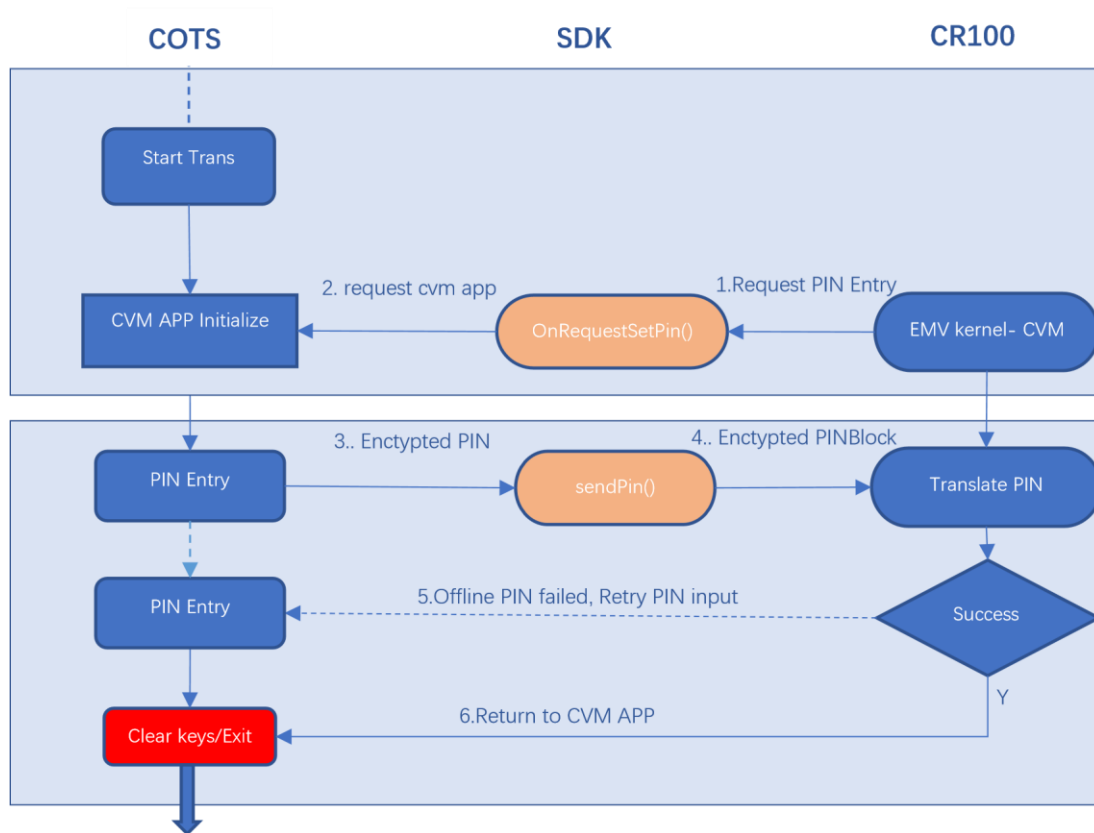 COTS
SDK
CR100
Start Trans
2. request cvm app
1.Request PIN Entry
CVM APP Initialize
OnRequestSetPin()
EMV kernel- CVM
3.. Enctypted PIN
4.. Enctypted PINBlock
PIN Entry
sendPin()
Translate PIN
PIN Entry
5.Offline PIN failed, Retry PIN input
Success
Y
6.Return to CVM APP
Clear keys/Exit